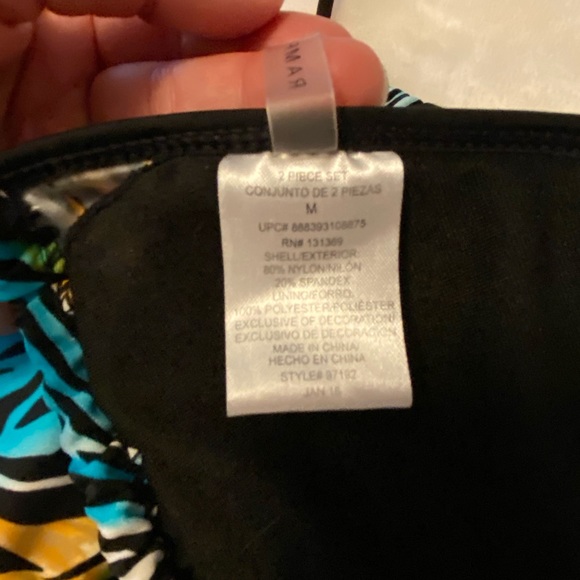 AMAR
2 PIECE SET
CONJUNTO DE 2 PIEZAS
M
UPC# 888393108875
RN# 131369
SHELL/EXTERIOR:
80% NYLON/NILÓN
20% SPANDEX
LINING/FORRO:
100% POLYESTER/POLIÉSTER
EXCLUSIVE OF DECORATION
EXCLUSIVO DE DECORACIÓN
MADE IN CHINA
HECHO EN CHINA
STYLE# 97192
JAN 16